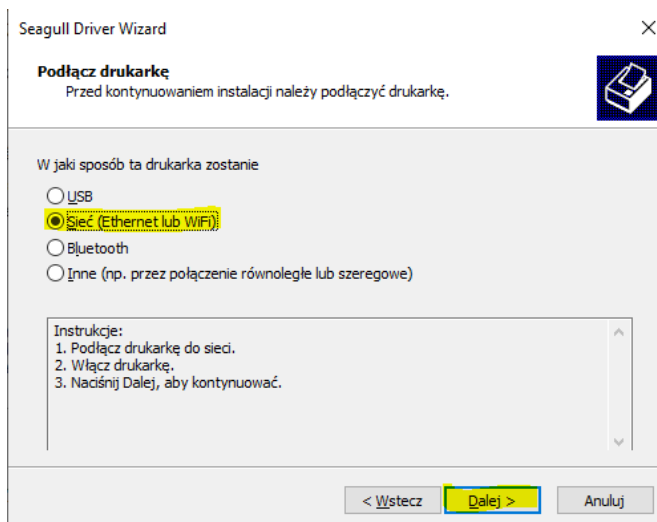 Seagull Driver Wizard
Podłącz drukarkę
Przed kontynuowaniem instalacji należy podłączyć drukarkę.
W jaki sposób ta drukarka zostanie
USB
Sieć (Ethernet lub WiFi)
Bluetooth
Inne (np. przez połączenie równoległe lub szeregowe)
Instrukcje:
1. Podłącz drukarkę do sieci.
2. Włącz drukarkę.
3. Naciśnij Dalej, aby kontynuować.
< Wstecz Dalej > Anuluj